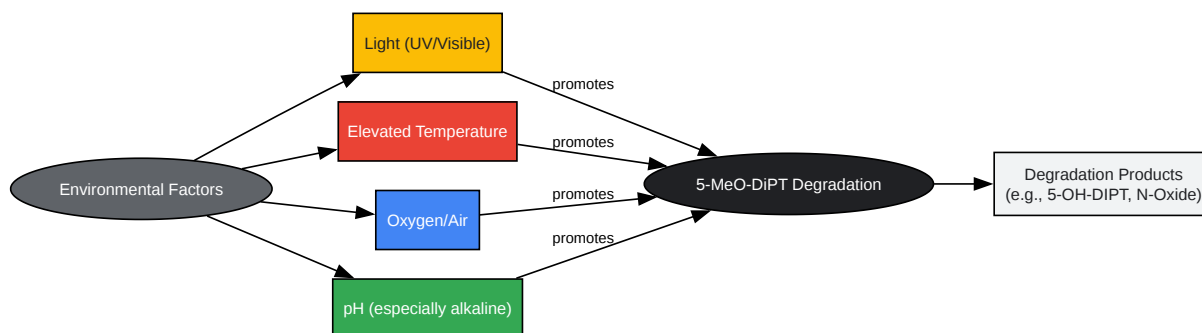 Light (UV/Visible)
promotes
Elevated Temperature
promotes
Environmental Factors
5-MeO-DiPT Degradation
Degradation Products
(e.g., 5-OH-DIPT, N-Oxide)
promotes
Oxygen/Air
promotes
pH (especially alkaline)